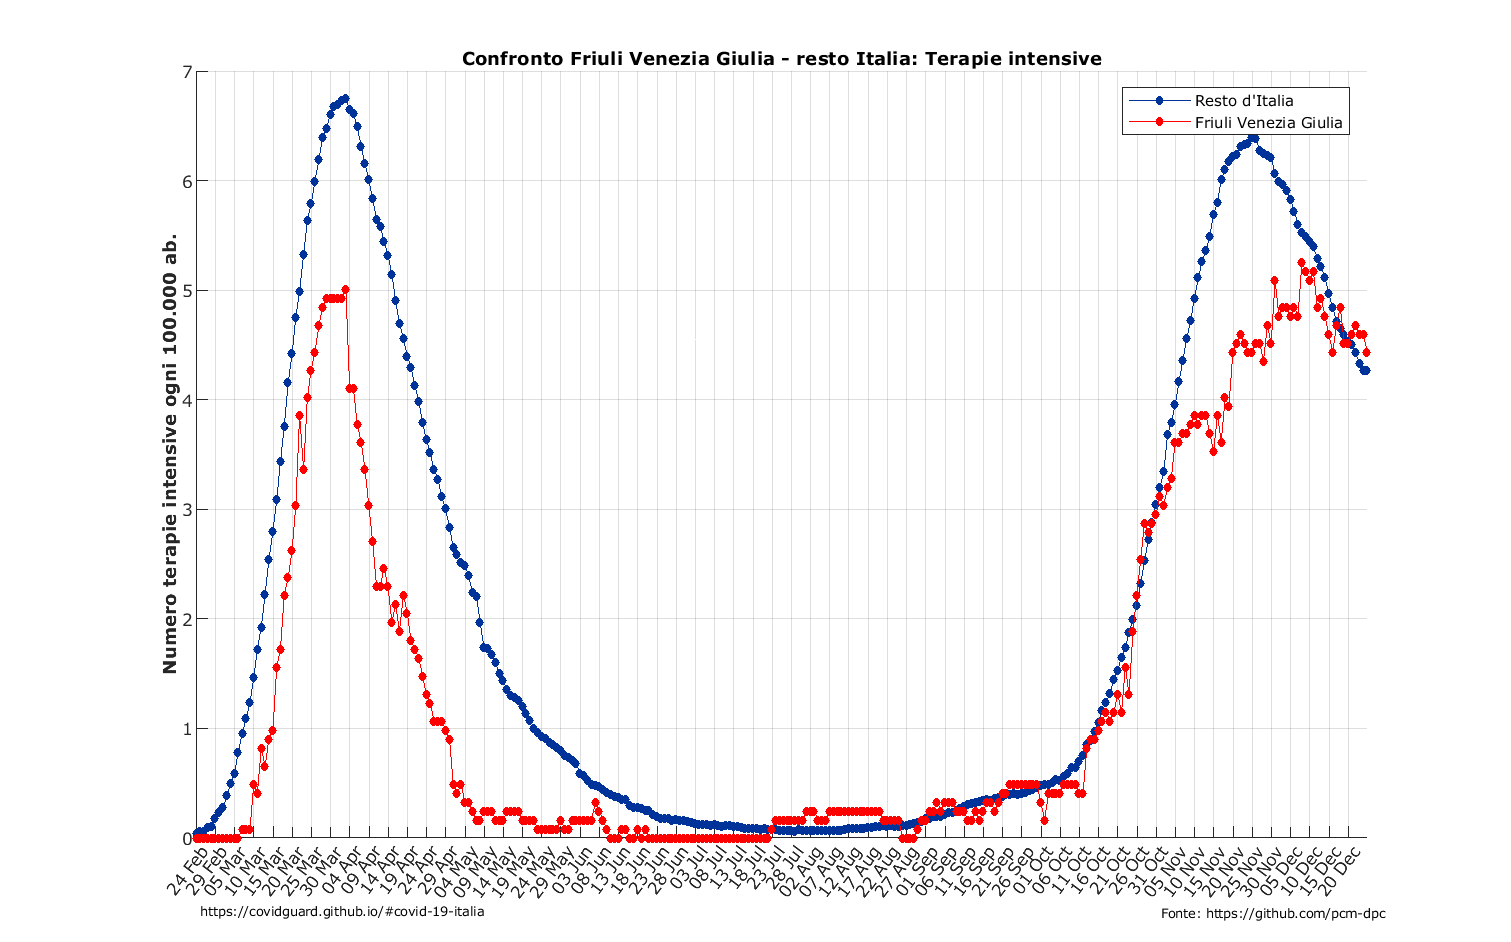 Confronto Friuli Venezia Giulia - resto Italia: Terapie intensive
Resto d'Italia
Friuli Venezia Giulia
Numero terapie intensive ogni 100.000 ab.
7
6
5
4
3
2
1
0
24 Feb
29 Feb
05 Mar
10 Mar
15 Mar
20 Mar
25 Mar
30 Mar
04 Apr
09 Apr
14 Apr
19 Apr
24 Apr
29 Apr
04 May
09 May
14 May
19 May
24 May
29 May
03 Jun
08 Jun
13 Jun
18 Jun
23 Jun
28 Jun
03 Jul
08 Jul
13 Jul
18 Jul
23 Jul
28 Jul
02 Aug
07 Aug
12 Aug
17 Aug
22 Aug
27 Aug
01 Sep
06 Sep
11 Sep
16 Sep
21 Sep
26 Sep
01 Oct
06 Oct
11 Oct
16 Oct
21 Oct
26 Oct
31 Oct
05 Nov
10 Nov
15 Nov
20 Nov
25 Nov
30 Nov
05 Dec
10 Dec
15 Dec
20 Dec
https://covidguard.github.io/#covid-19-italia
Fonte: https://github.com/pcm-dpc